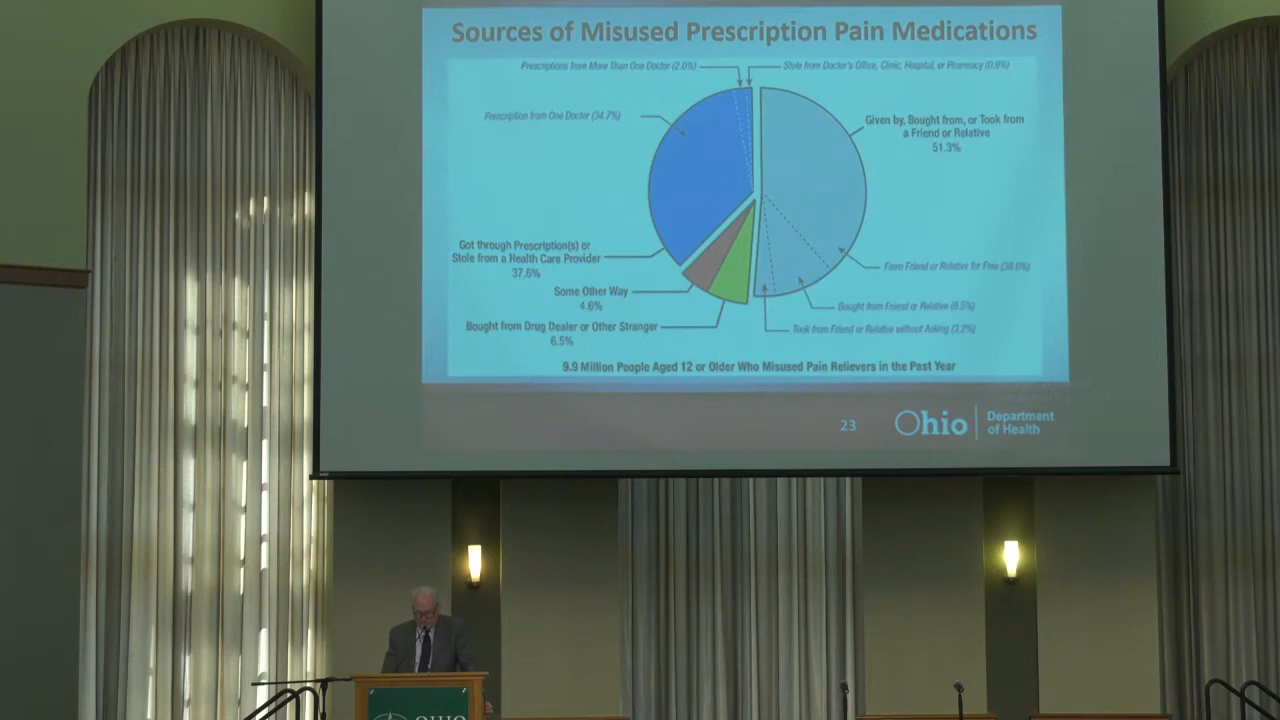 Sources of Misused Prescription Pain Medications
Prescriptions from More Than One Doctor (2.0%)
Stole from Doctor's Office, Clinic, Hospital, or Pharmacy (0.9%)
Prescription from One Doctor (34.7%)
Given by, Bought from, or Took from
a Friend or Relative
51.3%
Got through Prescription(s) or
Stole from a Health Care Provider
37.6%
From Friend or Relative for Free (38.6%)
Some Other Way
4.6%
Bought from Friend or Relative (9.5%)
Bought from Drug Dealer or Other Stranger
6.5%
Took from Friend or Relative without Asking (3.2%)
9.9 Million People Aged 12 or Older Who Misused Pain Relievers in the Past Year
23
Ohio
Department
of Health
OHIO